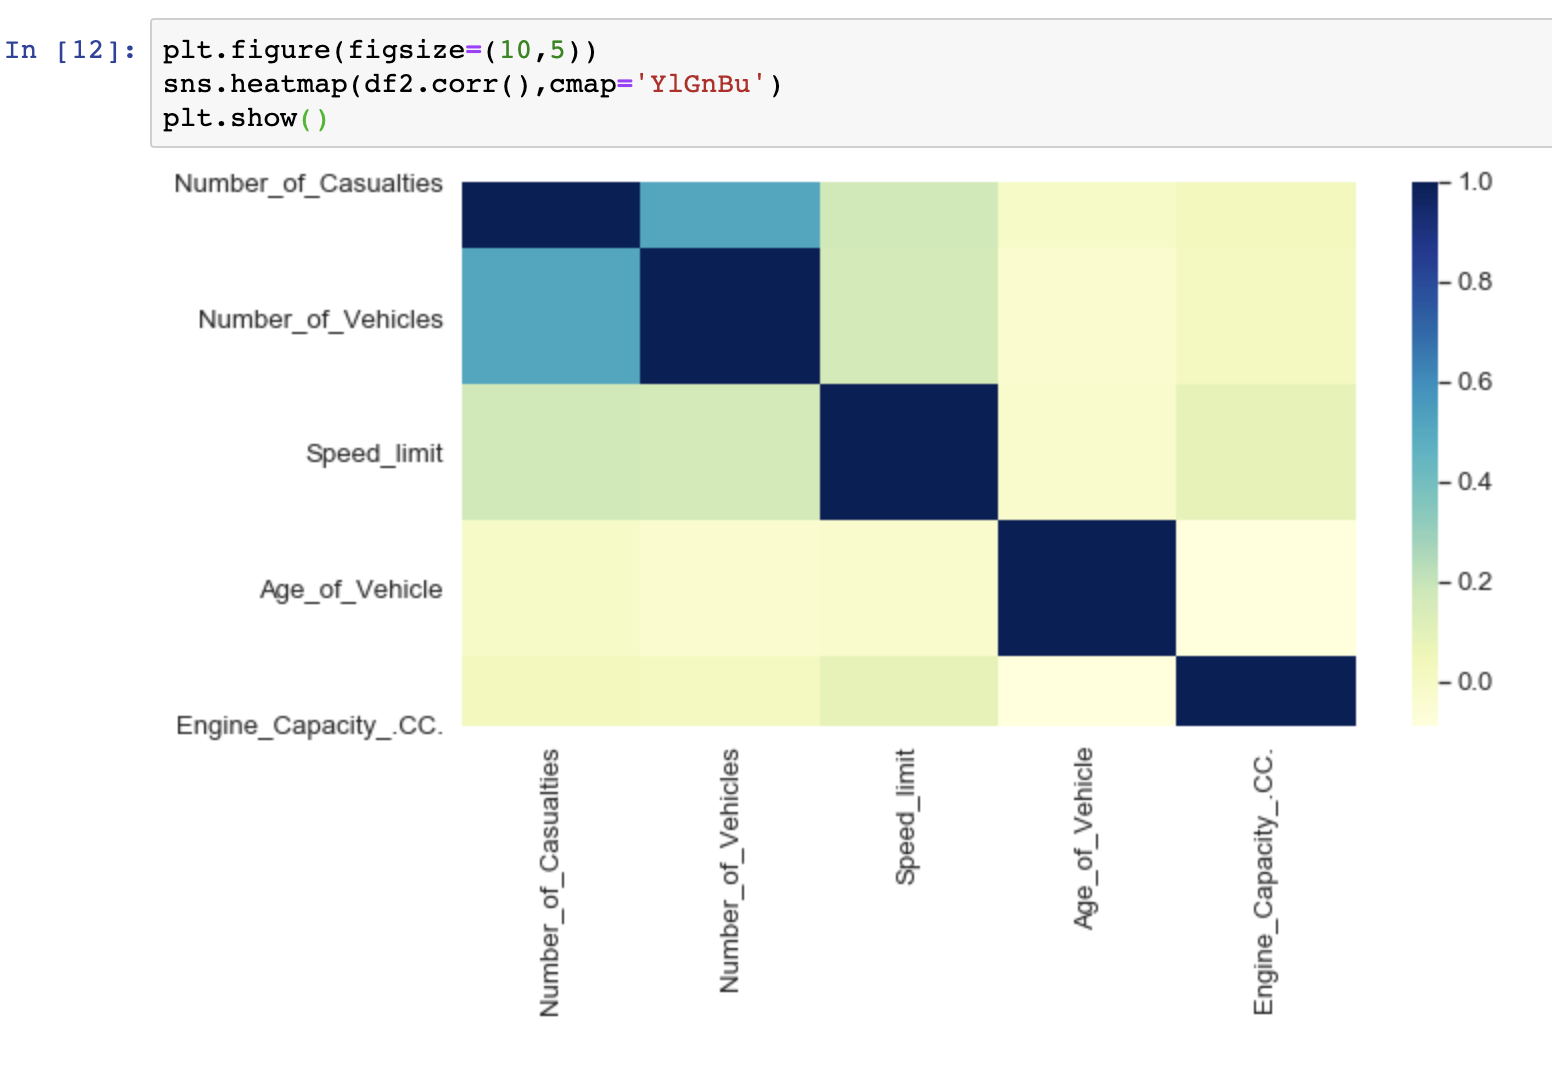 In [12]: plt.figure(figsize=(10,5))
sns.heatmap(df2.corr(),cmap='YlGnBu')
plt.show()
Number_of_Casualties
Number_of_Vehicles
Speed_limit
Age_of_Vehicle
Engine_Capacity_.CC.
Number_of_Casualties
Number_of_Vehicles
Speed_limit
Age_of_Vehicle
Engine_Capacity_.CC.
1.0
0.8
0.6
0.4
0.2
0.0